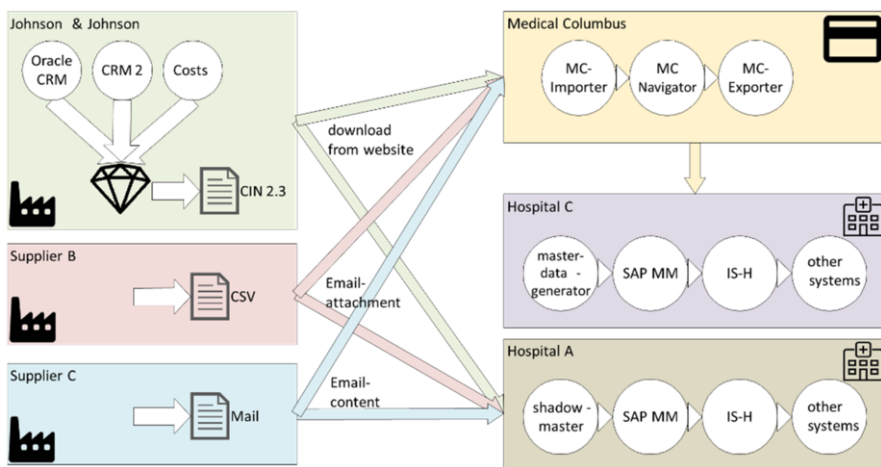 Johnson & Johnson
Oracle
CRM
CRM 2
Costs
CIN 2.3
Supplier B
CSV
Supplier C
Mail
download
from website
Email-
attachment
Email-
content
Medical Columbus
MC-
Importer
MC
Navigator
MC-
Exporter
Hospital C
master-
data -
generator
SAP MM
IS-H
other
systems
Hospital A
shadow -
master
SAP MM
IS-H
other
systems